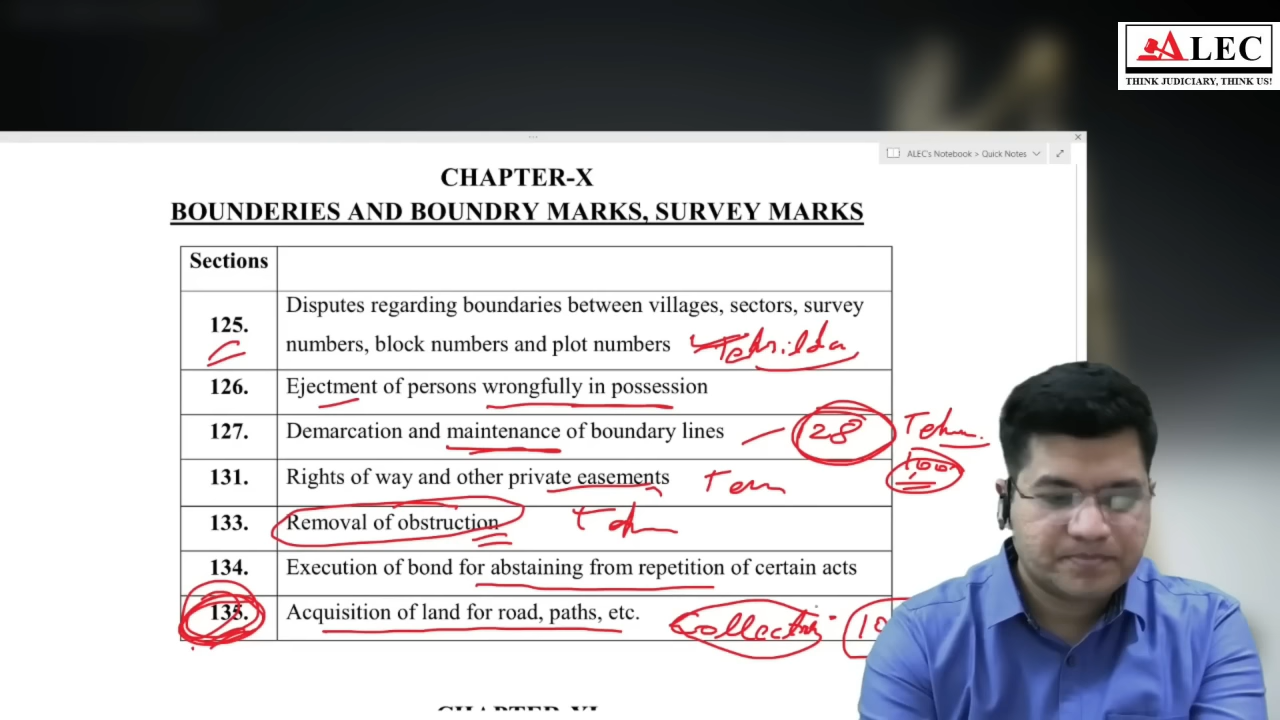 ALEC
THINK JUDICIARY, THINK US!
ALEC's Notebook > Quick Notes
CHAPTER-X
BOUNDERIES AND BOUNDRY MARKS, SURVEY MARKS
Sections
125. Disputes regarding boundaries between villages, sectors, survey
numbers, block numbers and plot numbers
126. Ejectment of persons wrongfully in possession
127. Demarcation and maintenance of boundary lines 28
131. Rights of way and other private easements
133. Removal of obstruction
134. Execution of bond for abstaining from repetition of certain acts
135. Acquisition of land for road, paths, etc.
CHAPTER-XI